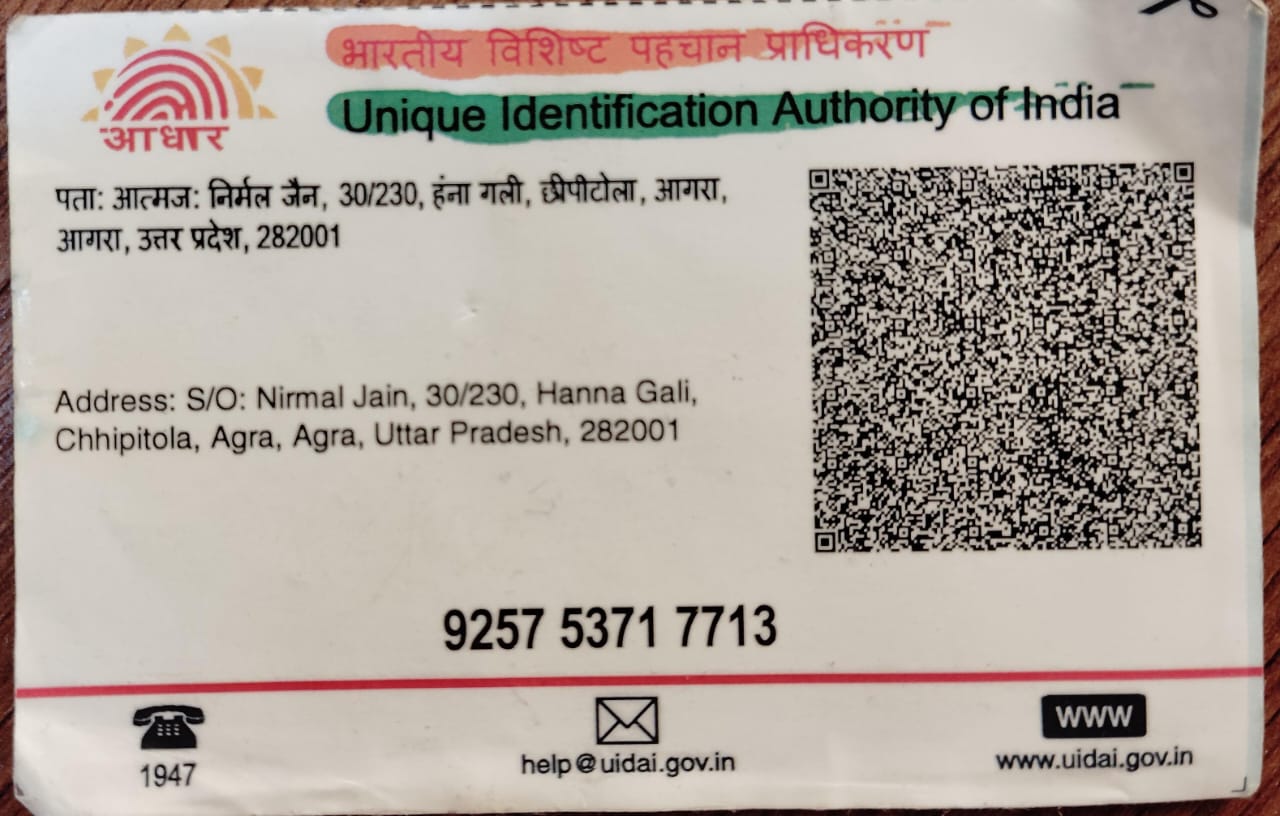 आधार
भारतीय विशिष्ट पहचान प्राधिकरण
Unique Identification Authority of India
पता: आत्मज: निर्मल जैन, 30/230, हंना गली, छीपीटोला, आगरा,
आगरा, उत्तर प्रदेश, 282001
Address: S/O: Nirmal Jain, 30/230, Hanna Gali,
Chhipitola, Agra, Agra, Uttar Pradesh, 282001
9257 5371 7713
1947
help@uidai.gov.in
www
www.uidai.gov.in